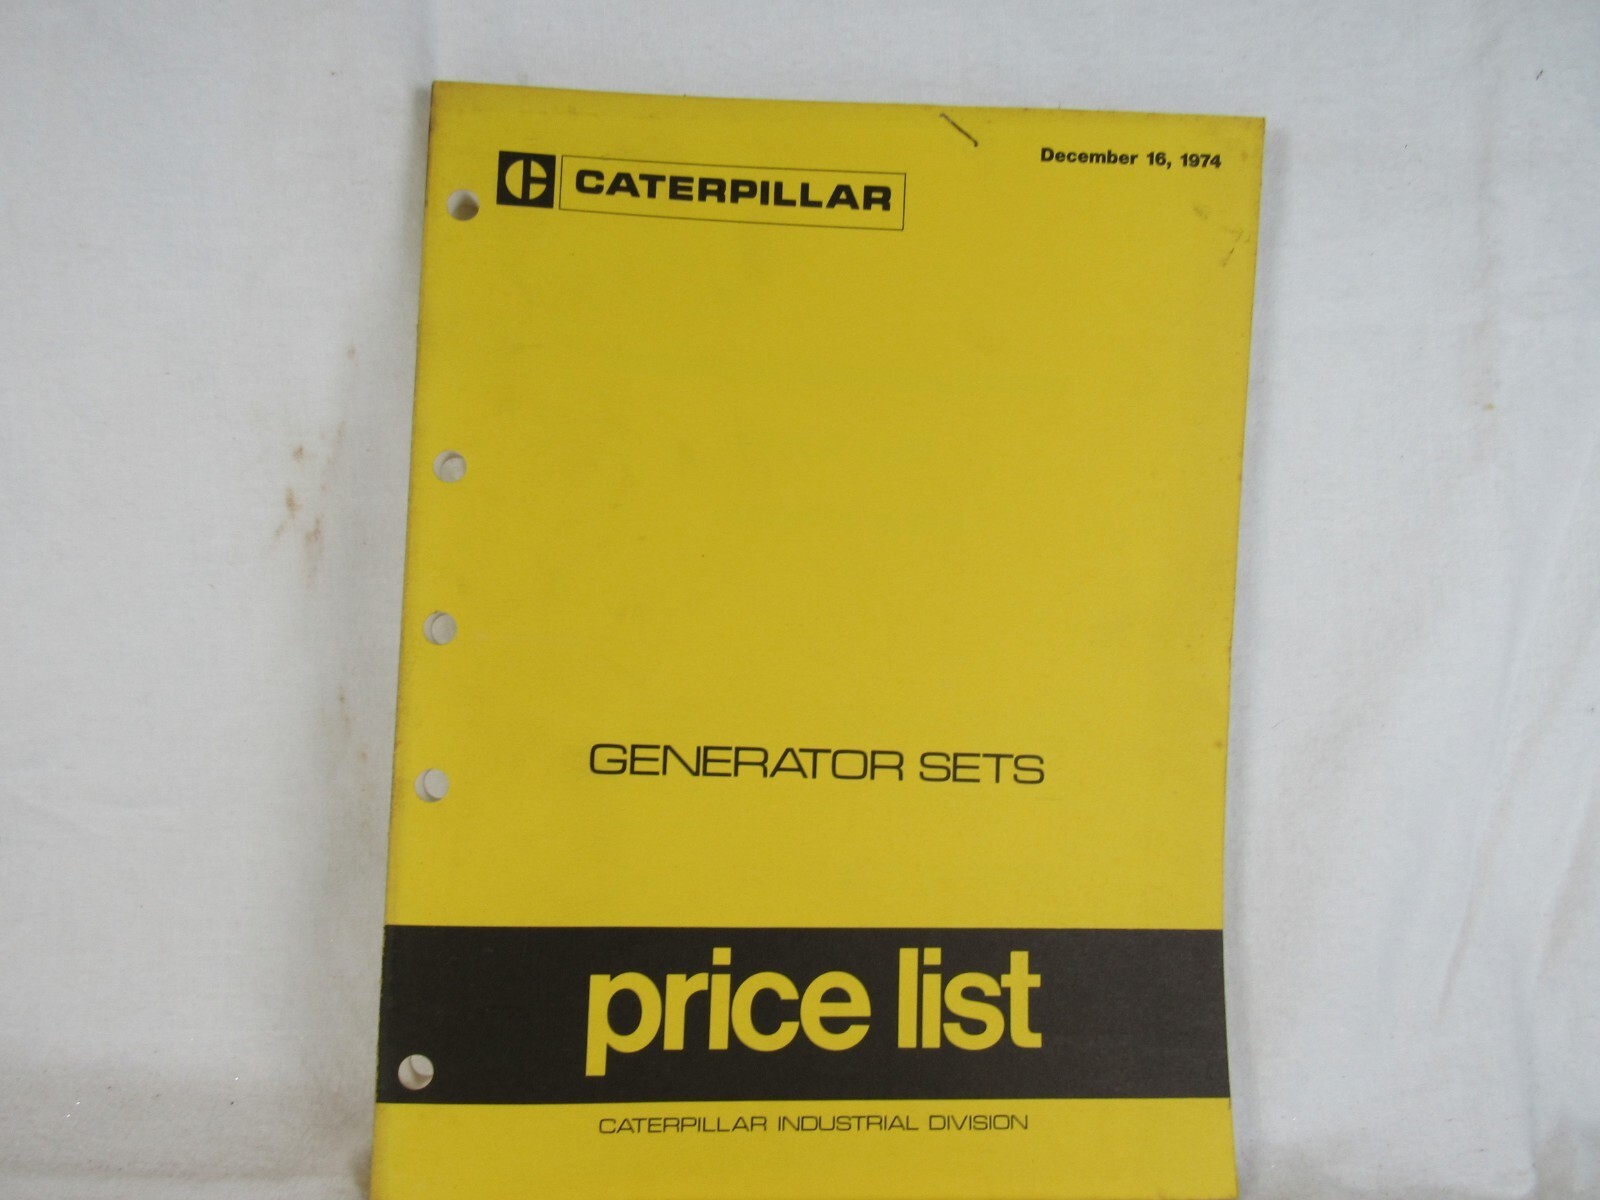 December 16, 1974
CATERPILLAR
GENERATOR SETS
price list
CATERPILLAR INDUSTRIAL DIVISION